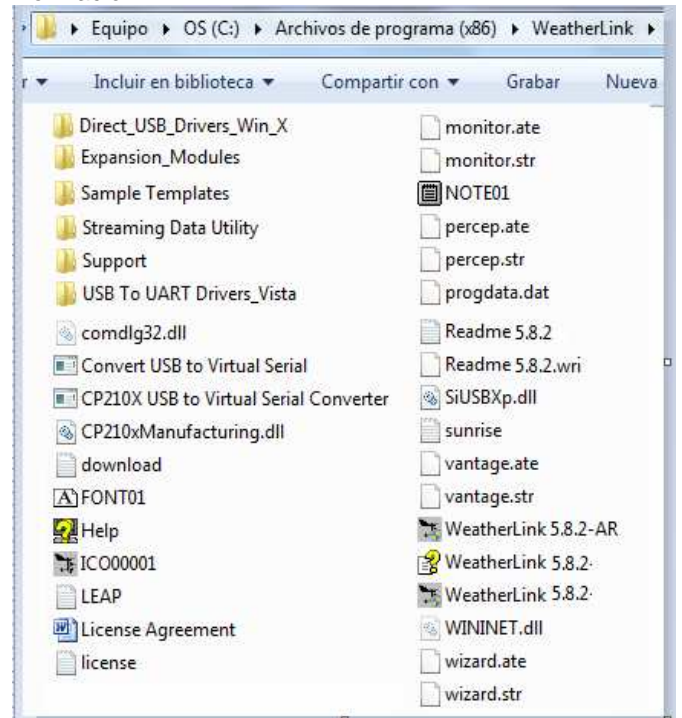 Equipo ▸ OS (C:) ▸ Archivos de programa (x86) ▸ WeatherLink ▸
r Incluir en biblioteca Compartir con Grabar Nueva
Direct_USB_Drivers_Win_X
Expansion_Modules
Sample Templates
Streaming Data Utility
Support
USB To UART Drivers_Vista
comdlg32.dll
Convert USB to Virtual Serial
CP210X USB to Virtual Serial Converter
CP210xManufacturing.dll
download
FONT01
Help
ICO00001
LEAP
License Agreement
license
monitor.ate
monitor.str
NOTE01
percep.ate
percep.str
progdata.dat
Readme 5.8.2
Readme 5.8.2.wri
SiUSBXp.dll
sunrise
vantage.ate
vantage.str
WeatherLink 5.8.2-AR
WeatherLink 5.8.2-
WeatherLink 5.8.2-
WININET.dll
wizard.ate
wizard.str